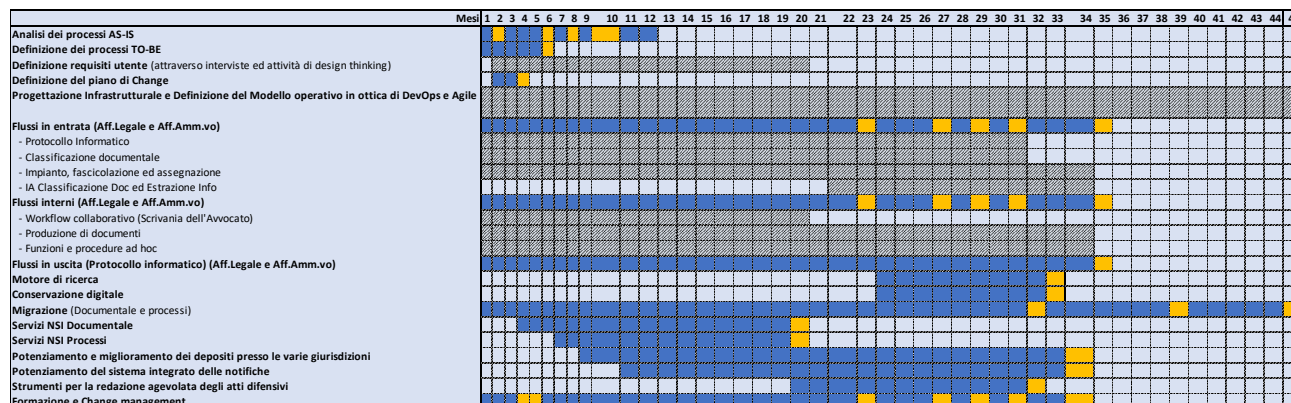 Mesi 1 2 3 4 5 6 7 8 9 10 11 12 13 14 15 16 17 18 19 20 21 22 23 24 25 26 27 28 29 30 31 32 33 34 35 36 37 38 39 40 41 42 43 44
Analisi dei processi AS-IS
Definizione dei processi TO-BE
Definizione requisiti utente (attraverso interviste ed attività di design thinking)
Definizione del piano di Change
Progettazione Infrastrutturale e Definizione del Modello operativo in ottica di DevOps e Agile
Flussi in entrata (Aff.Legale e Aff.Amm.vo)
- Protocollo Informatico
- Classificazione documentale
- Impianto, fascicolazione ed assegnazione
- IA Classificazione Doc ed Estrazione Info
Flussi interni (Aff.Legale e Aff.Amm.vo)
- Workflow collaborativo (Scrivania dell'Avvocato)
- Produzione di documenti
- Funzioni e procedure ad hoc
Flussi in uscita (Protocollo informatico) (Aff.Legale e Aff.Amm.vo)
Motore di ricerca
Conservazione digitale
Migrazione (Documentale e processi)
Servizi NSI Documentale
Servizi NSI Processi
Potenziamento e miglioramento dei depositi presso le varie giurisdizioni
Potenziamento del sistema integrato delle notifiche
Strumenti per la redazione agevolata degli atti difensivi
Formazione e Change management